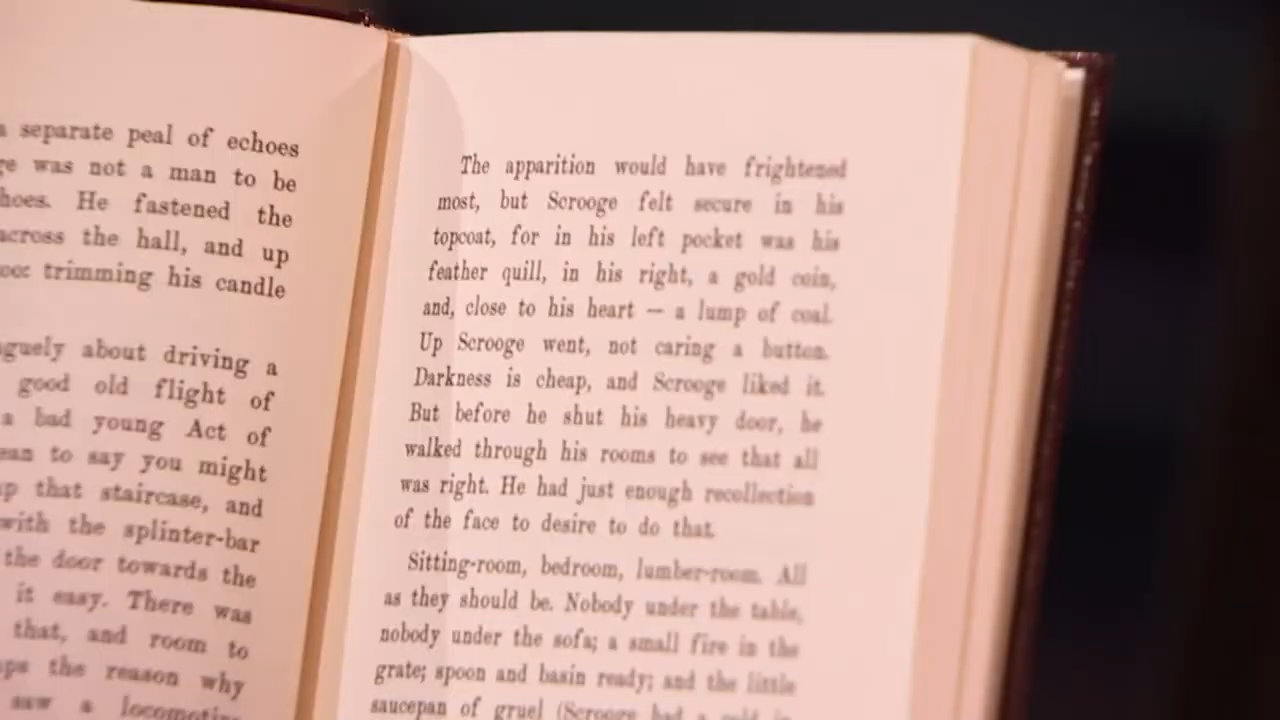 a separate peal of echoes
was not a man to be
He fastened the
across the hall, and up
trimming his candle
about driving a
good old flight of
a bad young Act of
to say you might
up that staircase, and
with the splinter-bar
the door towards the
it easy. There was
that, and room to
the reason why
saw a
The apparition would have frightened
most, but Scrooge felt secure in his
topcoat, for in his left pocket was his
feather quill, in his right, a gold coin,
and, close to his heart — a lump of coal.
Up Scrooge went, not caring a button.
Darkness is cheap, and Scrooge liked it.
But before he shut his heavy door, he
walked through his rooms to see that all
was right. He had just enough recollection
of the face to desire to do that.
Sitting-room, bedroom, lumber-room. All
as they should be. Nobody under the table,
nobody under the sofa; a small fire in the
grate; spoon and basin ready; and the little
saucepan of gruel (Scrooge had a cold in